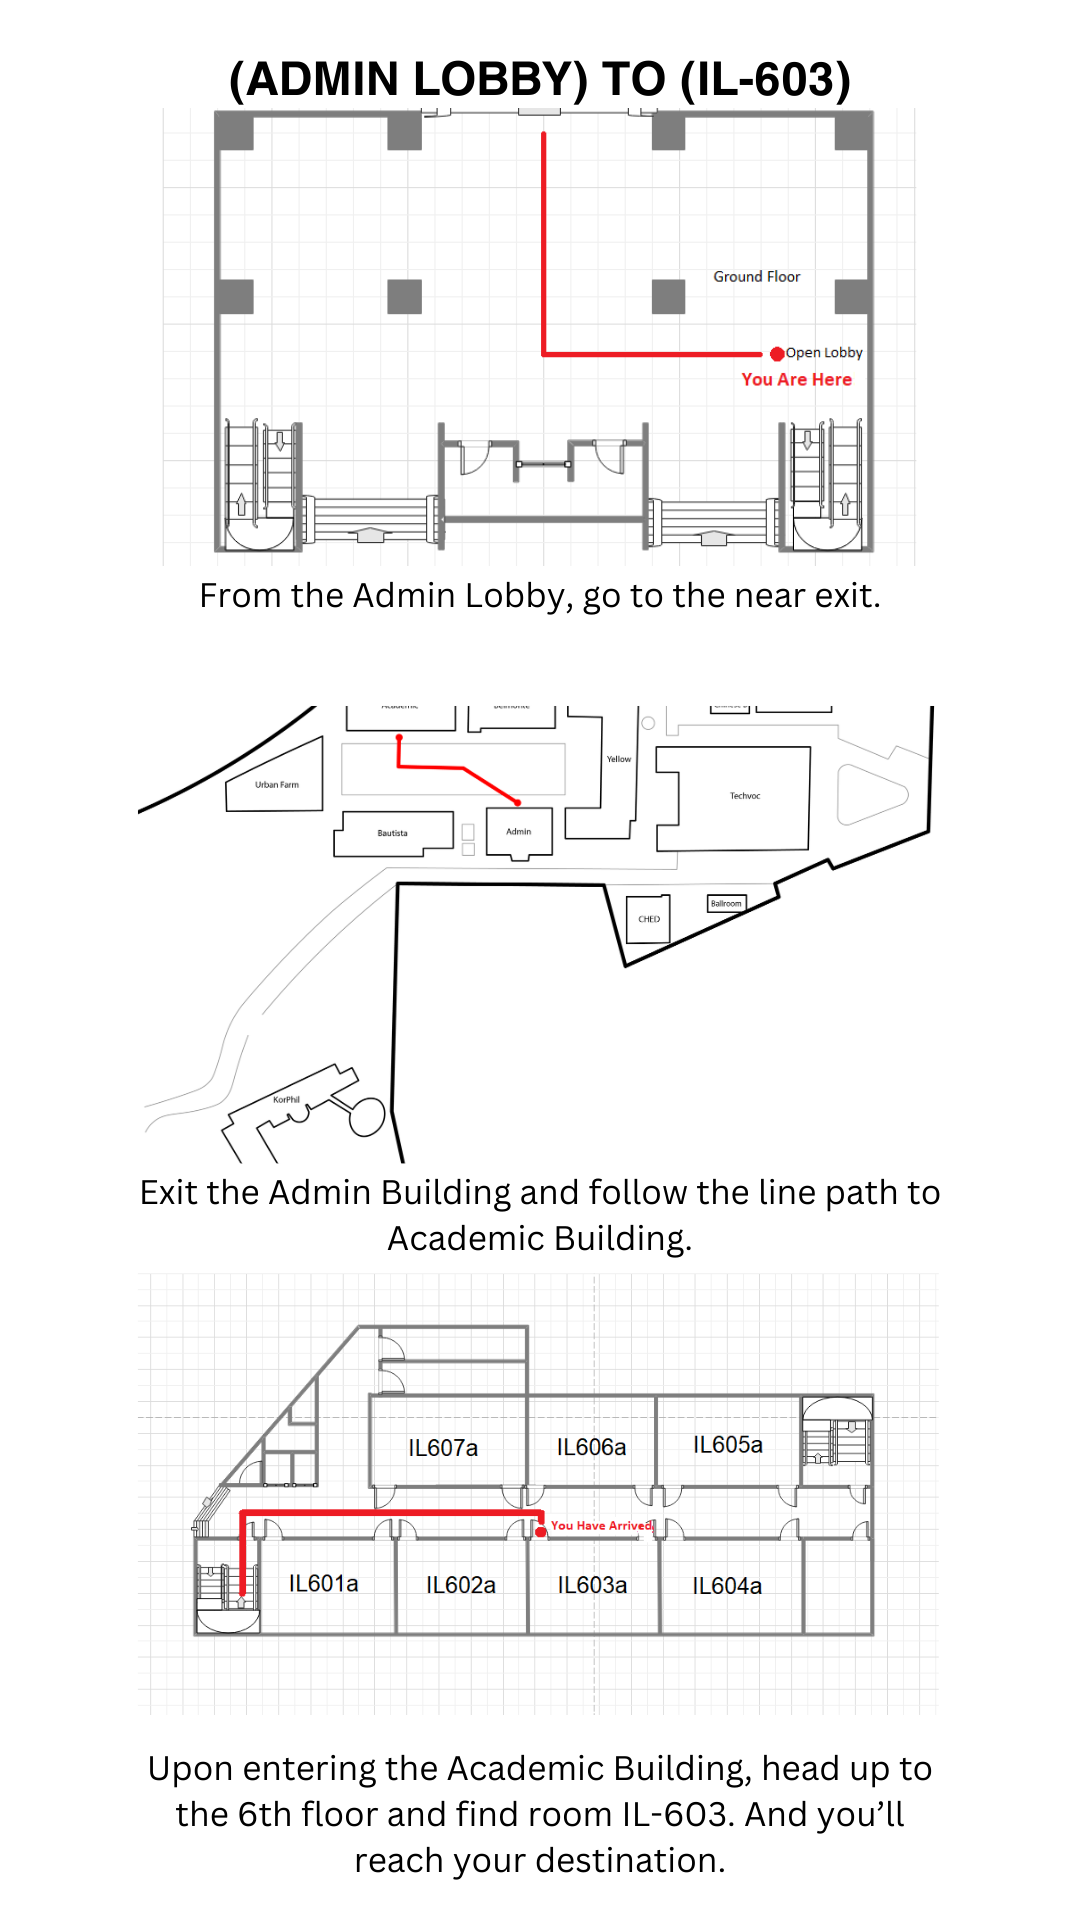 (ADMIN LOBBY) TO (IL-603)
Ground Floor
Open Lobby
You Are Here
From the Admin Lobby, go to the near exit.
Academic
Belmonte
Yellow
Urban Farm
Techvoc
Bautista
Admin
CHED
Ballroom
KorPhil
Exit the Admin Building and follow the line path to
Academic Building.
IL607a
IL606a
IL605a
You Have Arrived
IL601a
IL602a
IL603a
IL604a
Upon entering the Academic Building, head up to
the 6th floor and find room IL-603. And you’ll
reach your destination.